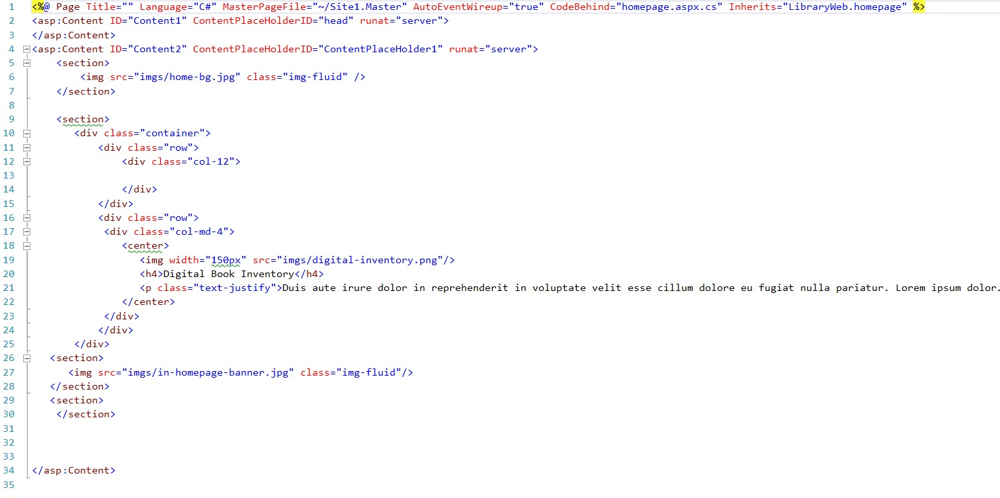 1 <%@ Page Title="" Language="C#" MasterPageFile="~/Site1.Master" AutoEventWireup="true" CodeBehind="homepage.aspx.cs" Inherits="LibraryWeb.homepage" %>
2 <asp:Content ID="Content1" ContentPlaceHolderID="head" runat="server">
3 </asp:Content>
4 <asp:Content ID="Content2" ContentPlaceHolderID="ContentPlaceHolder1" runat="server">
5 <section>
6 <img src="imgs/home-bg.jpg" class="img-fluid" />
7 </section>
8
9 <section>
10 <div class="container">
11 <div class="row">
12 <div class="col-12">
13
14 </div>
15 </div>
16 <div class="row">
17 <div class="col-md-4">
18 <center>
19 <img width="150px" src="imgs/digital-inventory.png"/>
20 <h4>Digital Book Inventory</h4>
21 <p class="text-justify">Duis aute irure dolor in reprehenderit in voluptate velit esse cillum dolore eu fugiat nulla pariatur. Lorem ipsum dolor.
22 </center>
23 </div>
24 </div>
25 </div>
26 <section>
27 <img src="imgs/in-homepage-banner.jpg" class="img-fluid"/>
28 </section>
29 <section>
30 </section>
31
32
33
34 </asp:Content>
35